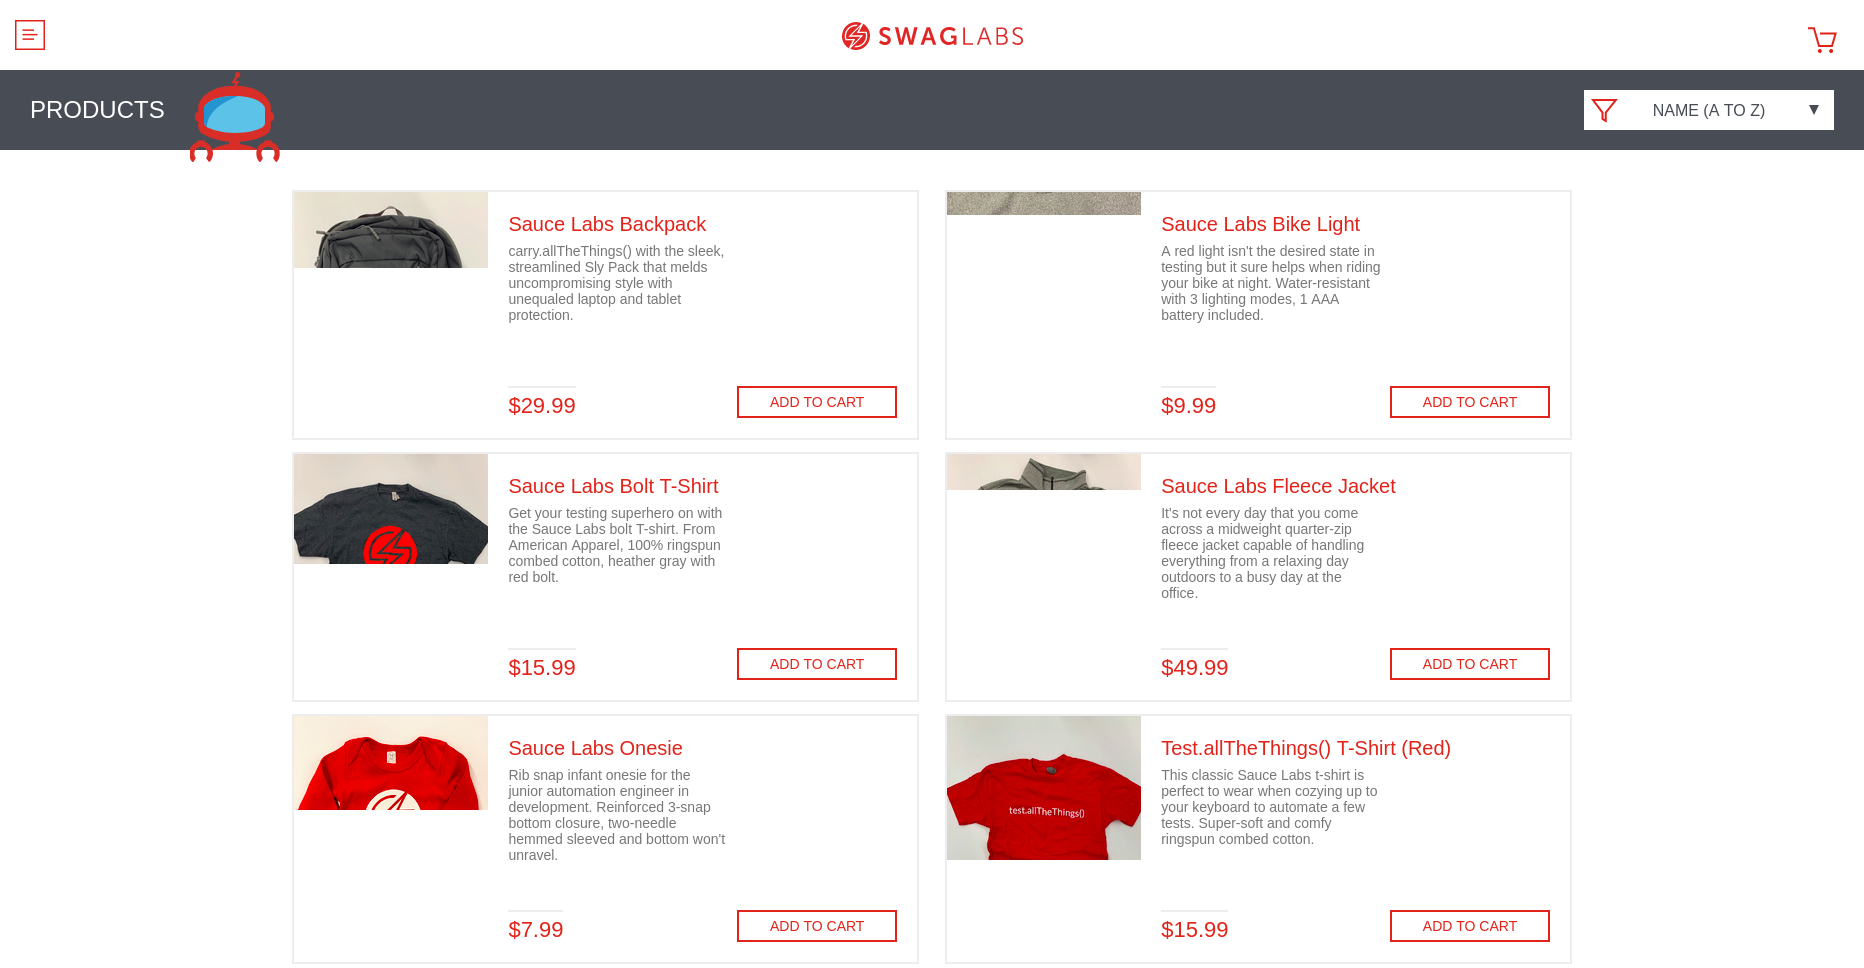 SWAGLABS
PRODUCTS
NAME (A TO Z)
Sauce Labs Backpack
carry.allTheThings() with the sleek,
streamlined Sly Pack that melds
uncompromising style with
unequaled laptop and tablet
protection.
$29.99
ADD TO CART
Sauce Labs Bike Light
A red light isn't the desired state in
testing but it sure helps when riding
your bike at night. Water-resistant
with 3 lighting modes, 1 AAA
battery included.
$9.99
ADD TO CART
Sauce Labs Bolt T-Shirt
Get your testing superhero on with
the Sauce Labs bolt T-shirt. From
American Apparel, 100% ringspun
combed cotton, heather gray with
red bolt.
$15.99
ADD TO CART
Sauce Labs Fleece Jacket
It's not every day that you come
across a midweight quarter-zip
fleece jacket capable of handling
everything from a relaxing day
outdoors to a busy day at the
office.
$49.99
ADD TO CART
Sauce Labs Onesie
Rib snap infant onesie for the
junior automation engineer in
development. Reinforced 3-snap
bottom closure, two-needle
hemmed sleeved and bottom won't
unravel.
$7.99
ADD TO CART
test.allTheThings()
Test.allTheThings() T-Shirt (Red)
This classic Sauce Labs t-shirt is
perfect to wear when cozying up to
your keyboard to automate a few
tests. Super-soft and comfy
ringspun combed cotton.
$15.99
ADD TO CART